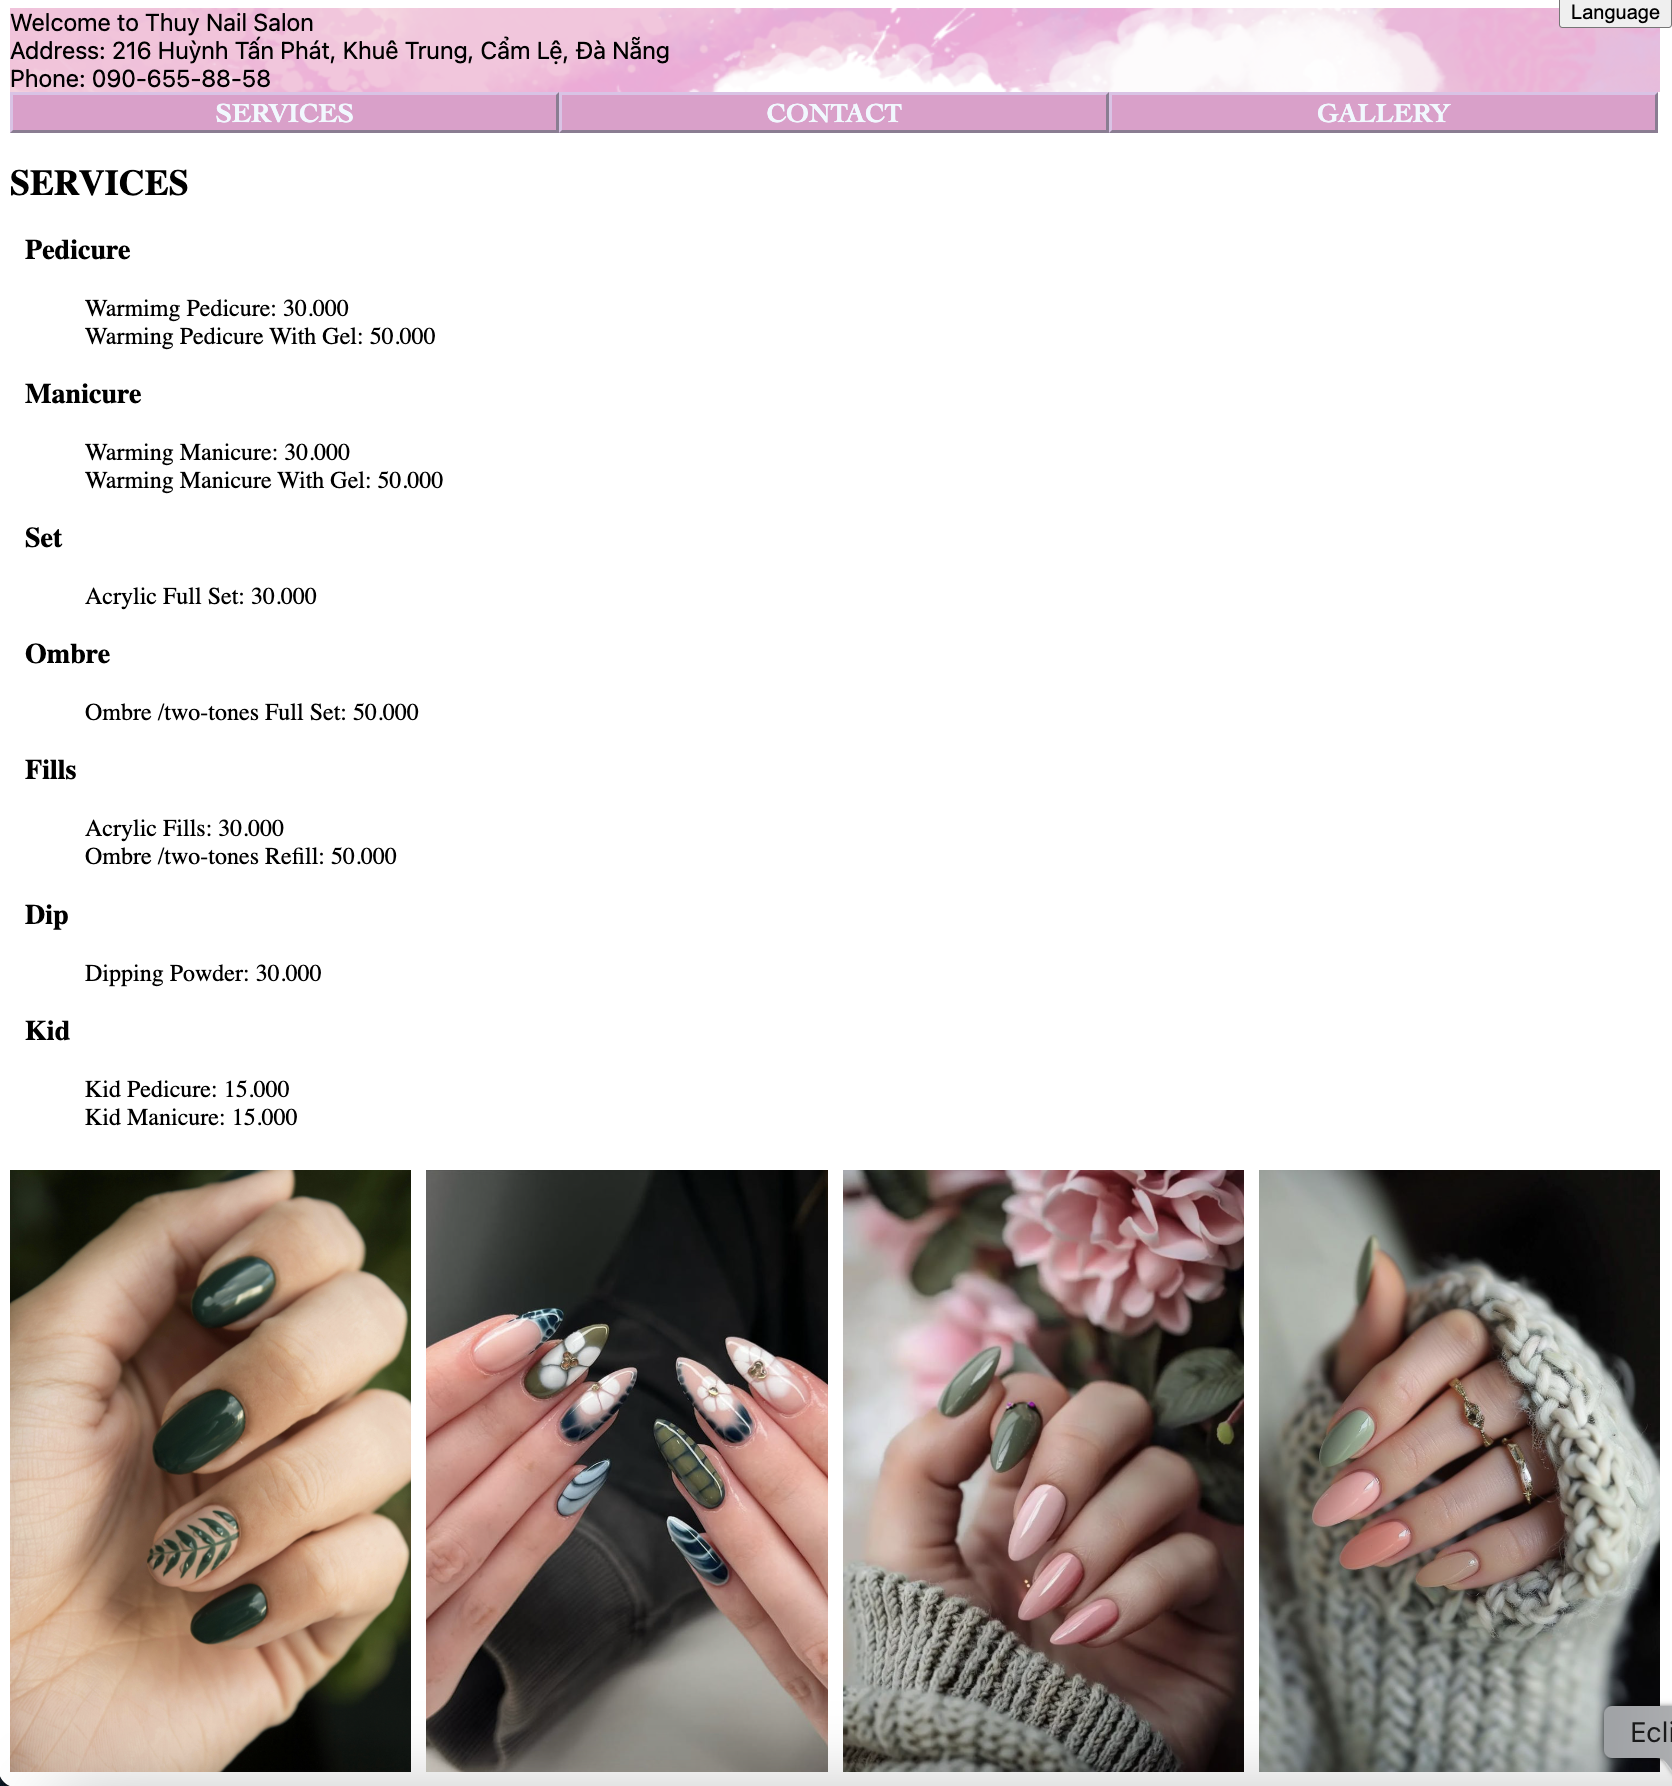 Language
Welcome to Thuy Nail Salon
Address: 216 Huỳnh Tấn Phát, Khuê Trung, Cẩm Lệ, Đà Nẵng
Phone: 090-655-88-58
SERVICES CONTACT GALLERY
SERVICES
Pedicure
Warmimg Pedicure: 30.000
Warming Pedicure With Gel: 50.000
Manicure
Warming Manicure: 30.000
Warming Manicure With Gel: 50.000
Set
Acrylic Full Set: 30.000
Ombre
Ombre /two-tones Full Set: 50.000
Fills
Acrylic Fills: 30.000
Ombre /two-tones Refill: 50.000
Dip
Dipping Powder: 30.000
Kid
Kid Pedicure: 15.000
Kid Manicure: 15.000